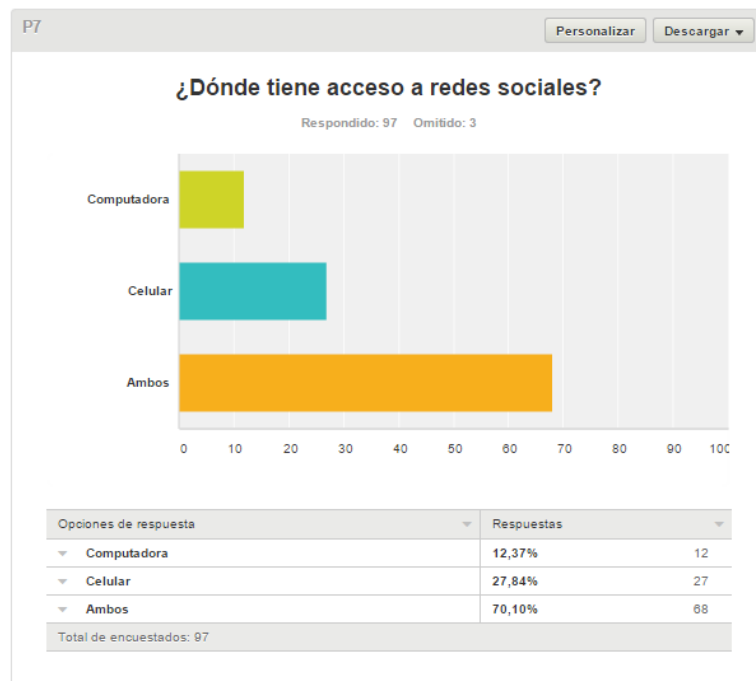 P7
Personalizar Descargar
¿Dónde tiene acceso a redes sociales?
Respondido: 97 Omitido: 3
Computadora
Celular
Ambos
0 10 20 30 40 50 60 70 80 90 100
Opciones de respuesta Respuestas
Computadora 12,37% 12
Celular 27,84% 27
Ambos 70,10% 68
Total de encuestados: 97